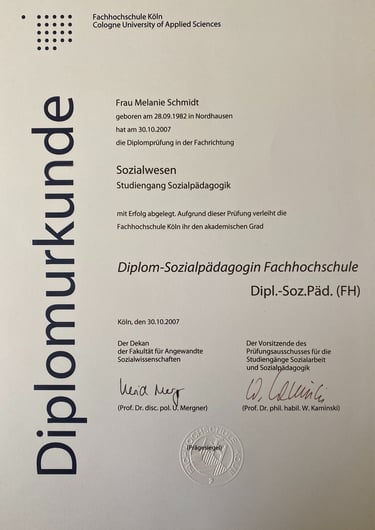 Fachhochschule Köln
Cologne University of Applied Sciences
Diplomurkunde
Frau Melanie Schmidt
geboren am 28.09.1982 in Nordhausen
hat am 30.10.2007
die Diplomprüfung in der Fachrichtung
Sozialwesen
Studiengang Sozialpädagogik
mit Erfolg abgelegt. Aufgrund dieser Prüfung verleiht die
Fachhochschule Köln ihr den akademischen Grad
Diplom-Sozialpädagogin Fachhochschule
Dipl.-Soz.Päd. (FH)
Köln, den 30.10.2007
Der Dekan
der Fakultät für Angewandte
Sozialwissenschaften
Der Vorsitzende des
Prüfungsausschusses für die
Studiengänge Sozialarbeit
und Sozialpädagogik
(Prof. Dr. disc. pol. U. Mergner)
(Prof. Dr. phil. habil. W. Kaminski)
(Prägesiegel)